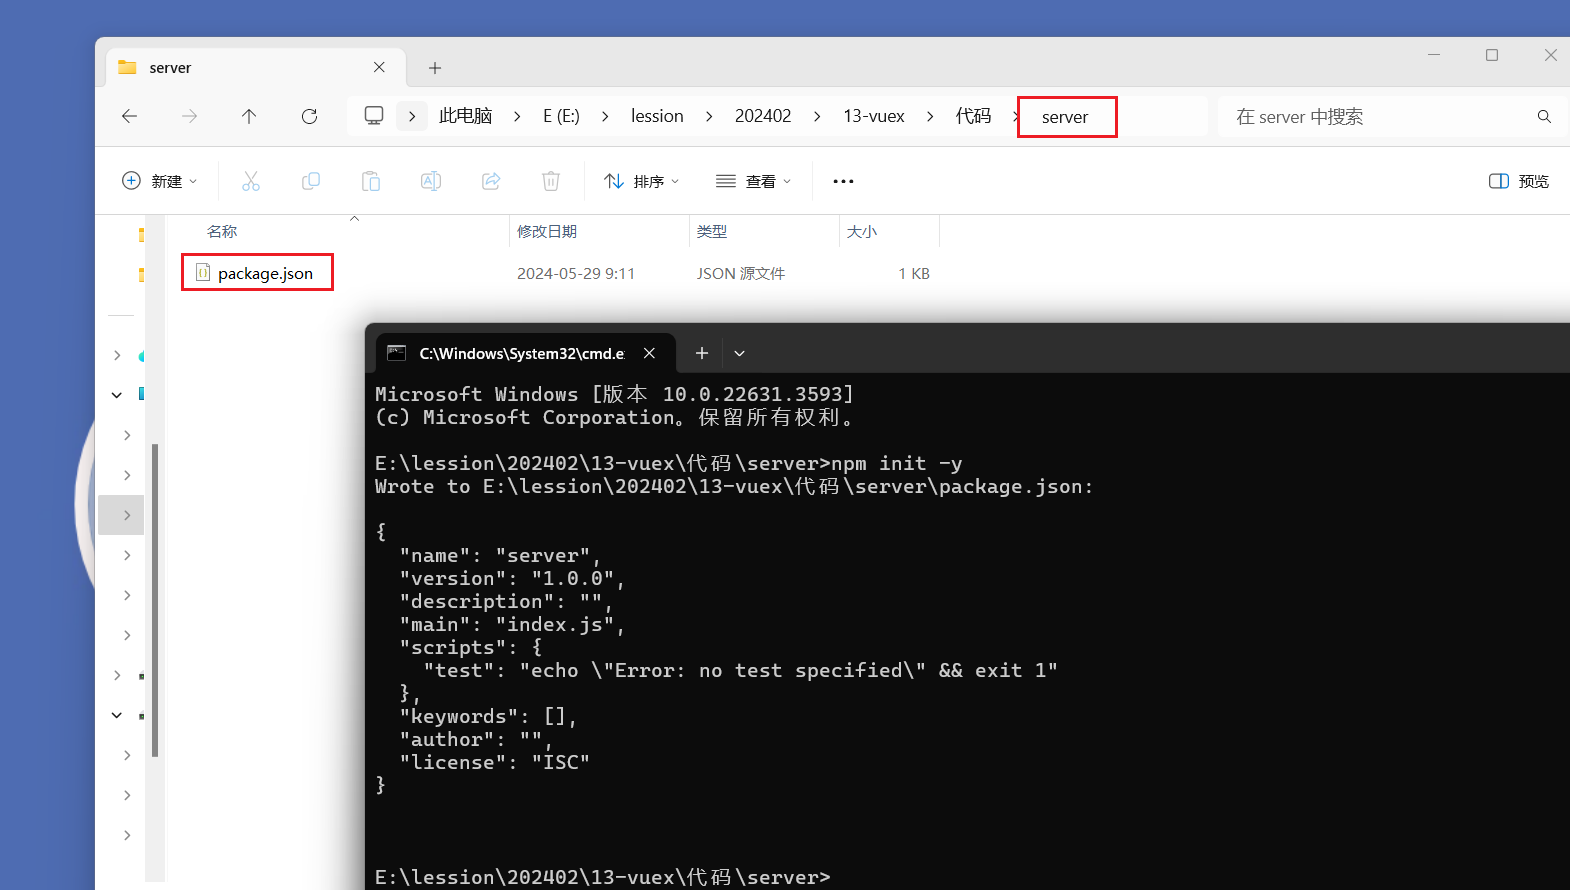 server
此电脑 > E (E:) > lession > 202402 > 13-vuex > 代码 > server
在 server 中搜索
新建
排序
查看
预览
名称 修改日期 类型 大小
package.json 2024-05-29 9:11 JSON 源文件 1 KB
C:\Windows\System32\cmd.e
Microsoft Windows [版本 10.0.22631.3593]
(c) Microsoft Corporation。保留所有权利。
E:\lession\202402\13-vuex\代码\server>npm init -y
Wrote to E:\lession\202402\13-vuex\代码\server\package.json:
{
  "name": "server",
  "version": "1.0.0",
  "description": "",
  "main": "index.js",
  "scripts": {
    "test": "echo \"Error: no test specified\" && exit 1"
  },
  "keywords": [],
  "author": "",
  "license": "ISC"
}
E:\lession\202402\13-vuex\代码\server>